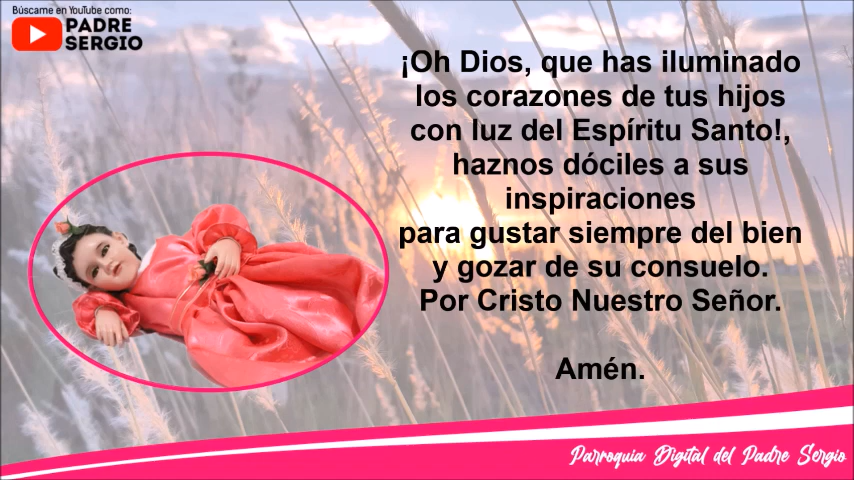 Búscame en YouTube como:
PADRE
SERGIO
¡Oh Dios, que has iluminado
los corazones de tus hijos
con luz del Espíritu Santo!,
haznos dóciles a sus
inspiraciones
para gustar siempre del bien
y gozar de su consuelo.
Por Cristo Nuestro Señor.
Amén.
Parroquia Digital del Padre Sergio